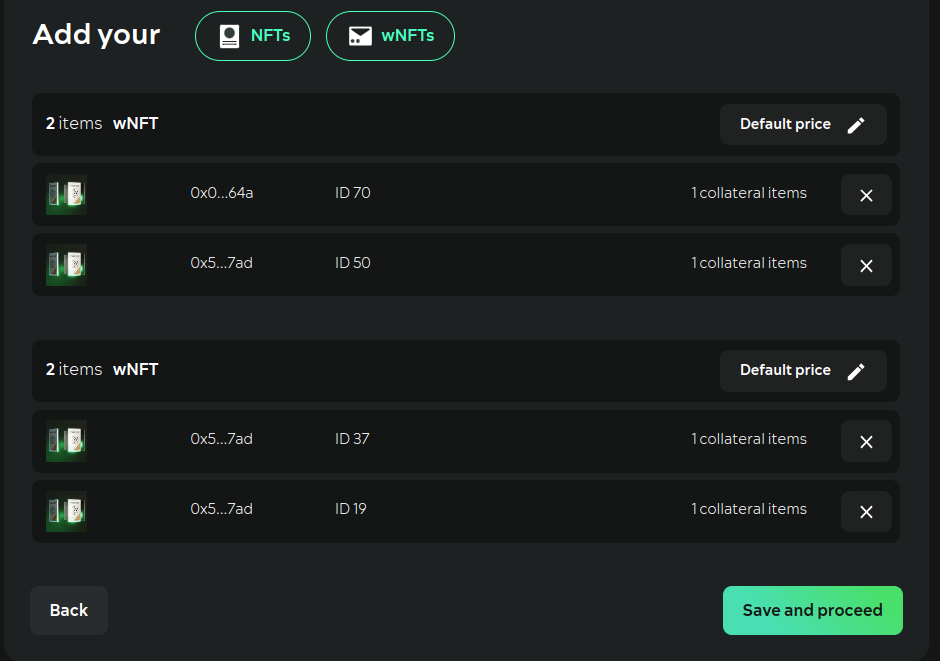 Add your NFTs wNFTs
2 items wNFT Default price
0x0...64a ID 70 1 collateral items
0x5...7ad ID 50 1 collateral items
2 items wNFT Default price
0x5...7ad ID 37 1 collateral items
0x5...7ad ID 19 1 collateral items
Back Save and proceed